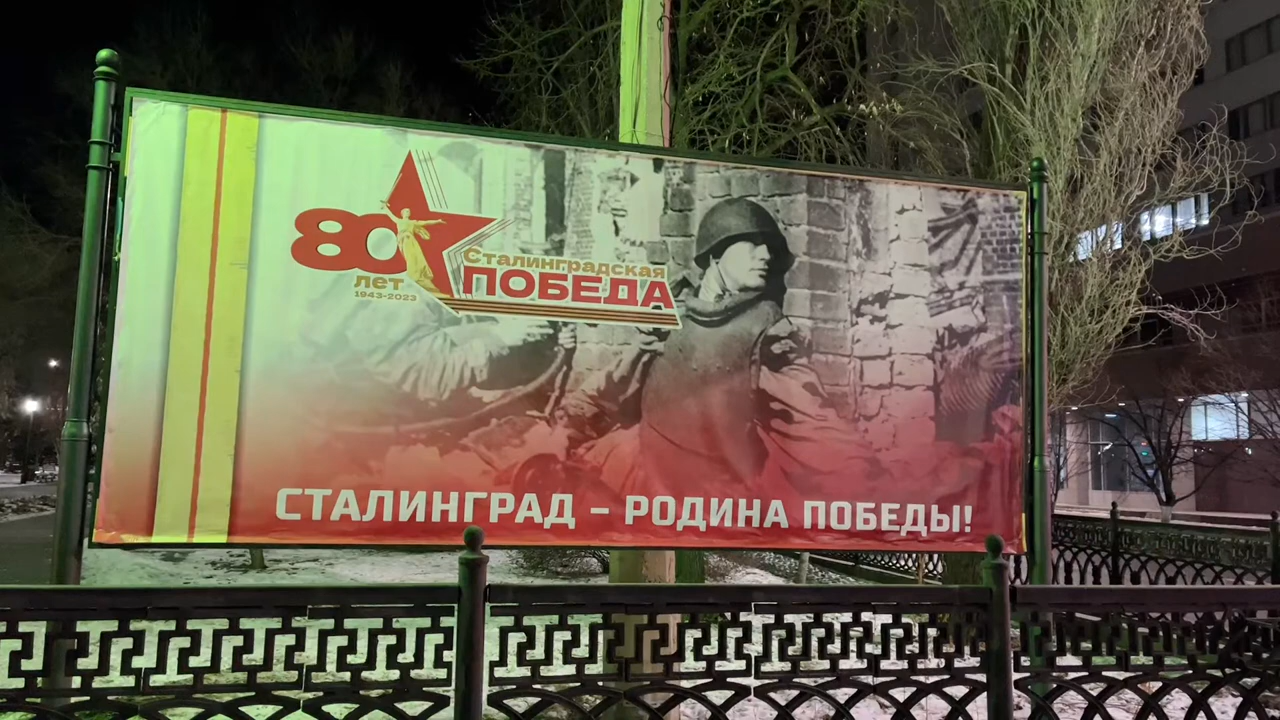 80
лет
1943-2023
Сталинградская
ПОБЕДА
СТАЛИНГРАД – РОДИНА ПОБЕДЫ!